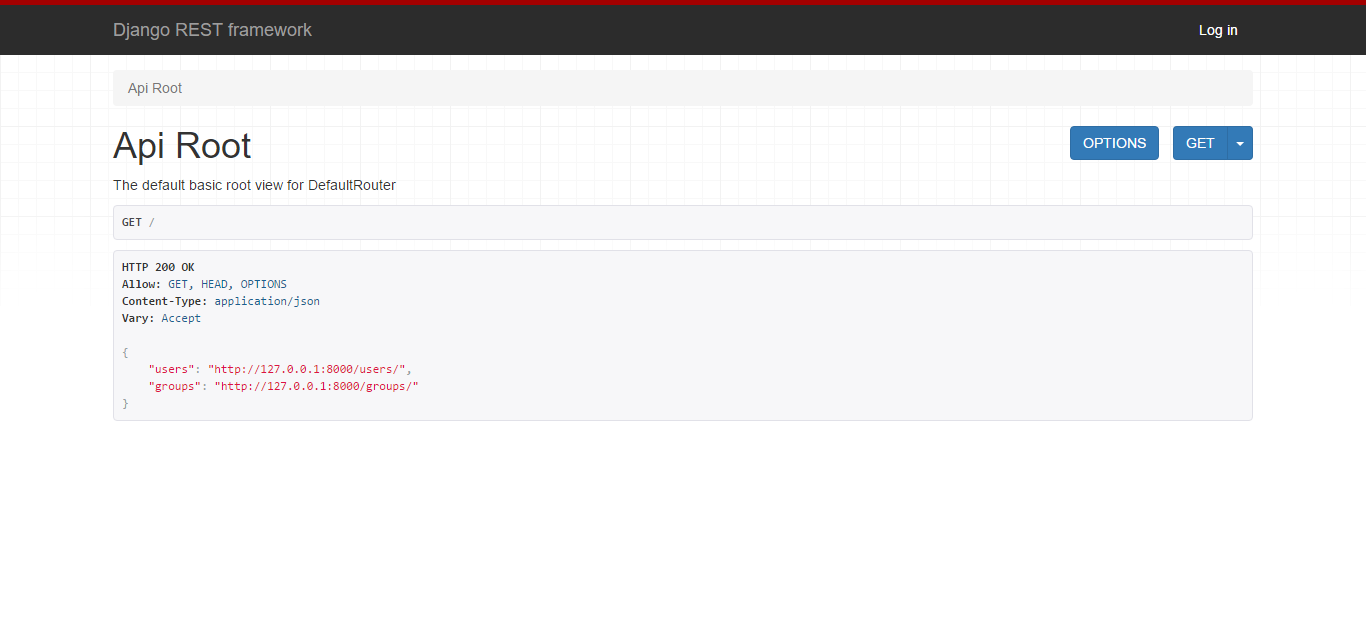 Django REST framework
Log in
Api Root
Api Root
OPTIONS
GET
The default basic root view for DefaultRouter
GET /
HTTP 200 OK
Allow: GET, HEAD, OPTIONS
Content-Type: application/json
Vary: Accept
{
    "users": "http://127.0.0.1:8000/users/",
    "groups": "http://127.0.0.1:8000/groups/"
}